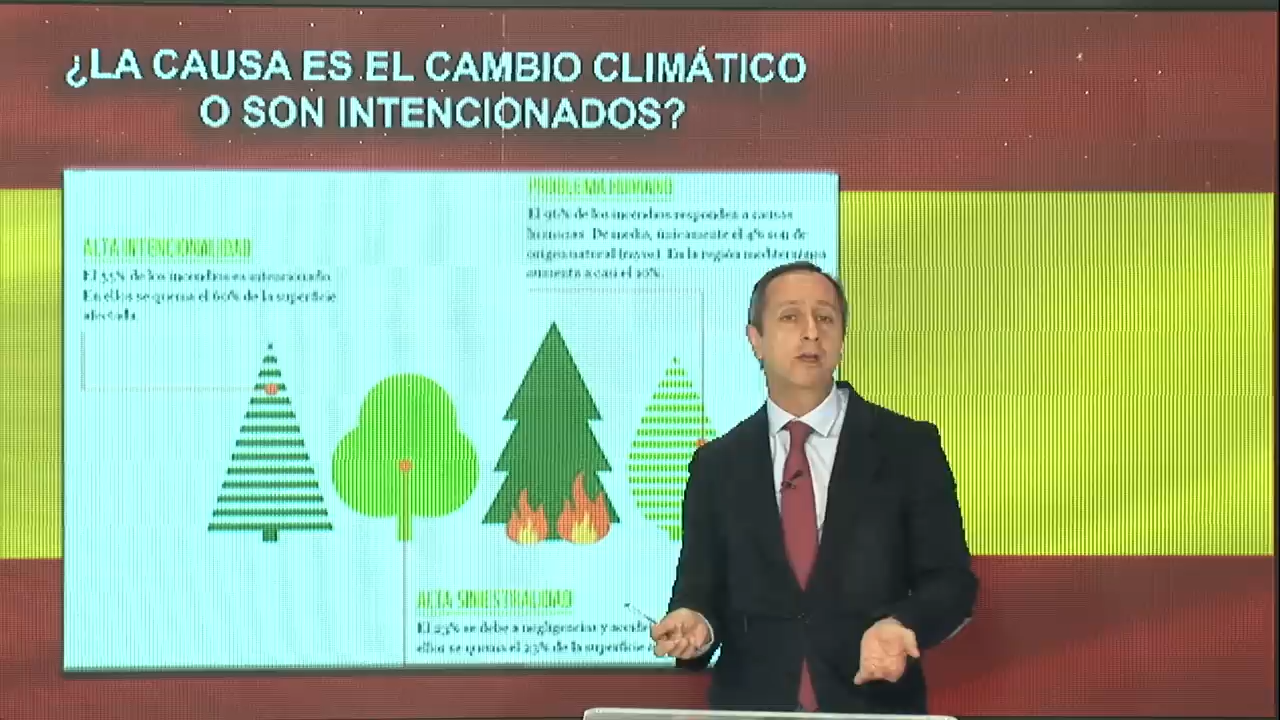 ¿LA CAUSA ES EL CAMBIO CLIMÁTICO
O SON INTENCIONADOS?
PROBLEMA HUMANO
El 96% de los incendios responden a causas
humanas. De media, únicamente el 4% son de
origen natural (rayos). En la región mediterránea
aumenta a casi el 10%.
ALTA INTENCIONALIDAD
El 55% de los incendios es intencionado.
En ellos se quema el 60% de la superficie
afectada.
ALTA SINIESTRALIDAD
El 23% se debe a negligencias y accide
ellos se quema el 23% de la superficie